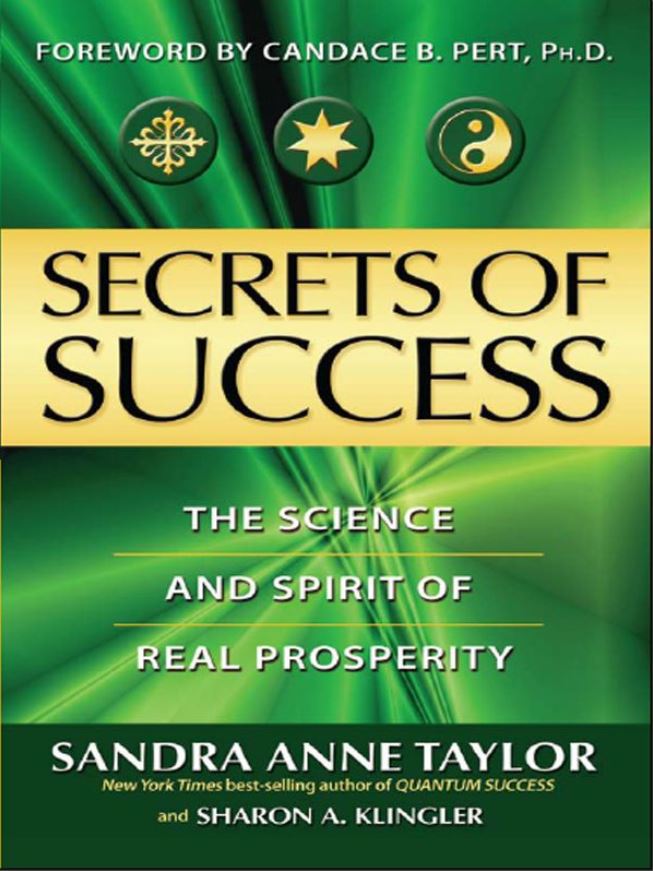 FOREWORD BY CANDACE B. PERT, PH.D.
SECRETS OF
SUCCESS
THE SCIENCE
AND SPIRIT OF
REAL PROSPERITY
SANDRA ANNE TAYLOR
New York Times best-selling author of QUANTUM SUCCESS
and SHARON A. KLINGLER